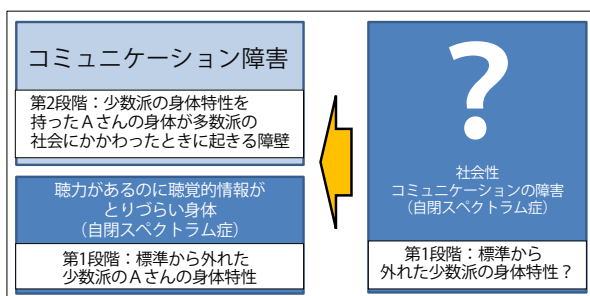 コミュニケーション障害
第2段階：少数派の身体特性を
持ったAさんの身体が多数派の
社会にかかわったときに起きる障壁
聴力があるのに聴覚的情報が
とりづらい身体
（自閉スペクトラム症）
第1段階：標準から外れた
少数派のAさんの身体特性
?
社会性
コミュニケーションの障害
（自閉スペクトラム症）
第1段階：標準から
外れた少数派の身体特性？